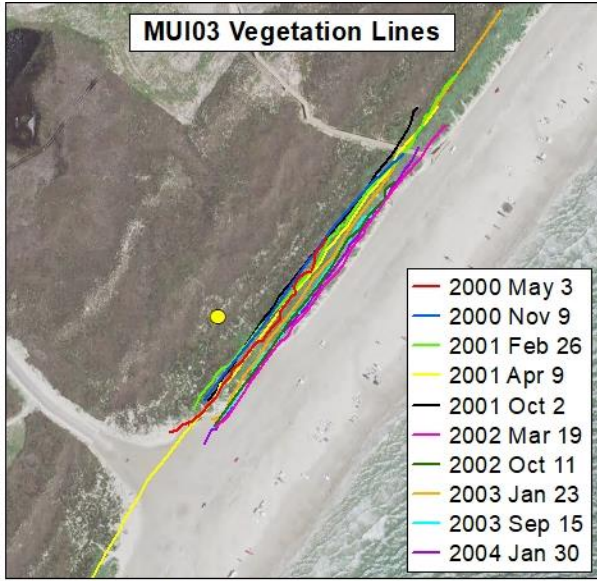 MUI03 Vegetation Lines
2000 May 3
2000 Nov 9
2001 Feb 26
2001 Apr 9
2001 Oct 2
2002 Mar 19
2002 Oct 11
2003 Jan 23
2003 Sep 15
2004 Jan 30